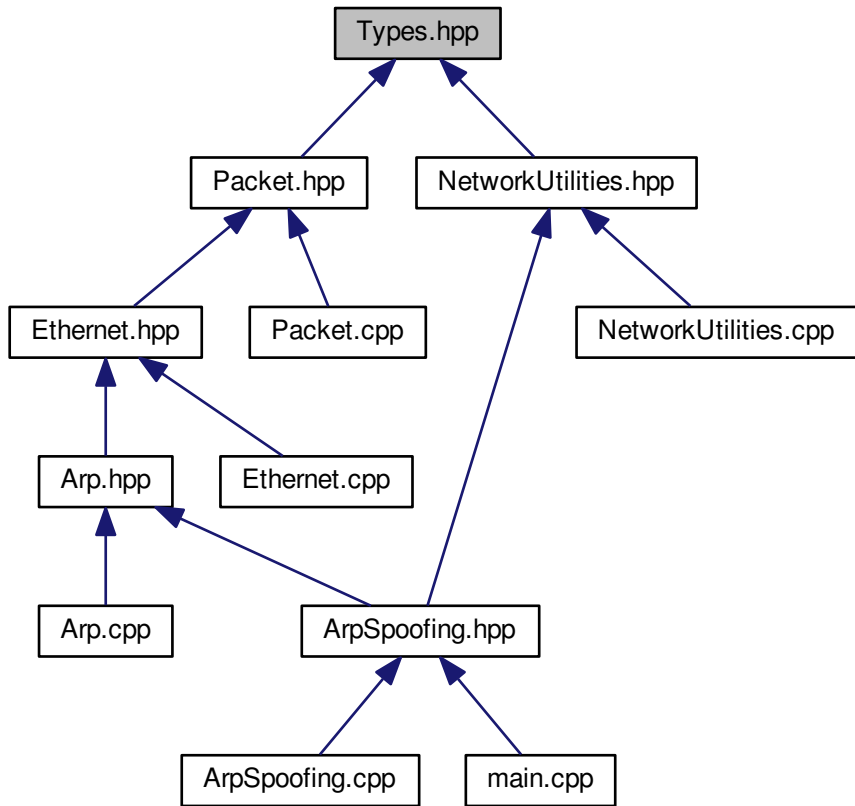 Types.hpp
Packet.hpp
NetworkUtilities.hpp
Ethernet.hpp
Packet.cpp
NetworkUtilities.cpp
Arp.hpp
Ethernet.cpp
Arp.cpp
ArpSpoofing.hpp
ArpSpoofing.cpp
main.cpp